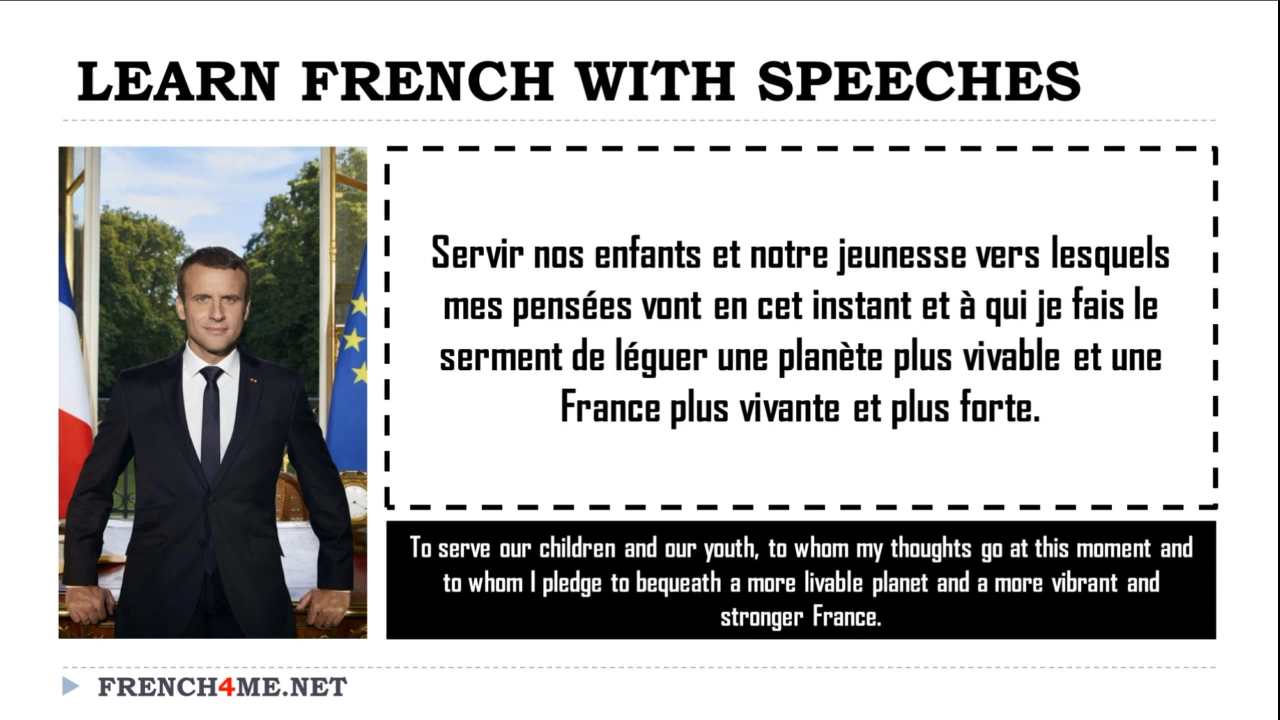 LEARN FRENCH WITH SPEECHES
Servir nos enfants et notre jeunesse vers lesquels
mes pensées vont en cet instant et à qui je fais le
serment de léguer une planète plus vivable et une
France plus vivante et plus forte.
To serve our children and our youth, to whom my thoughts go at this moment and
to whom I pledge to bequeath a more livable planet and a more vibrant and
stronger France.
FRENCH4ME.NET